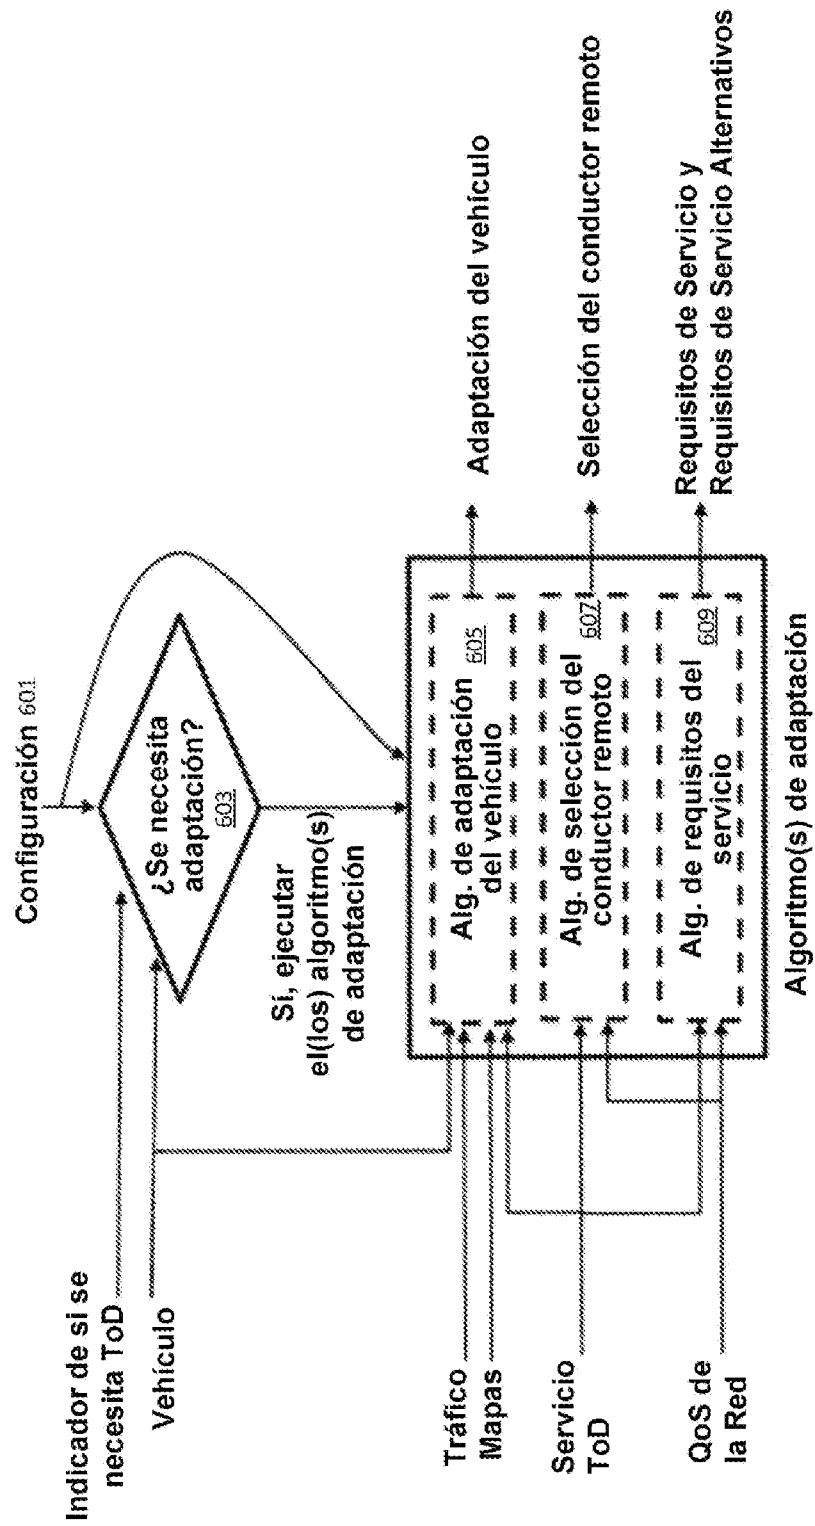 Configuración 601
Indicador de si se
necesita ToD
Vehículo
¿Se necesita
adaptación?
603
Sí, ejecutar
el(los) algoritmo(s)
de adaptación
Tráfico
Mapas
Servicio
ToD
QoS de
la Red
Alg. de adaptación
del vehículo
605
Alg. de selección del
conductor remoto
607
Alg. de requisitos del
servicio
609
Adaptación del vehículo
Selección del conductor remoto
Requisitos de Servicio y
Requisitos de Servicio Alternativos
Algoritmo(s) de adaptación